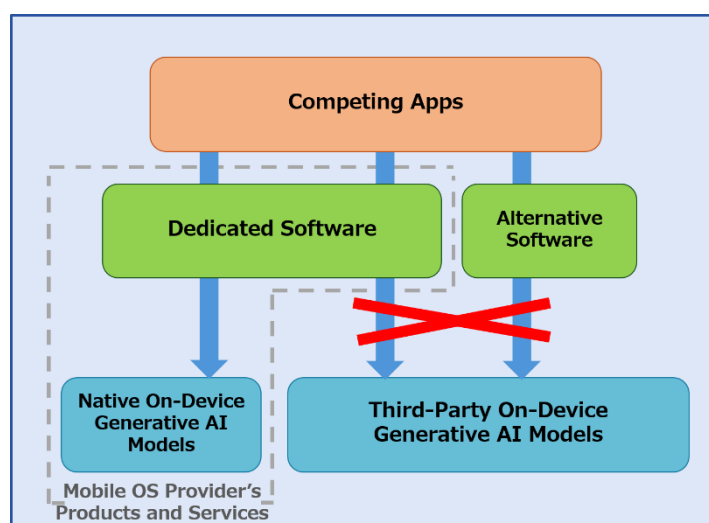 Competing Apps
Dedicated Software
Alternative
Software
Native On-Device
Generative AI
Models
Third-Party On-Device
Generative AI Models
Mobile OS Provider’s
Products and Services